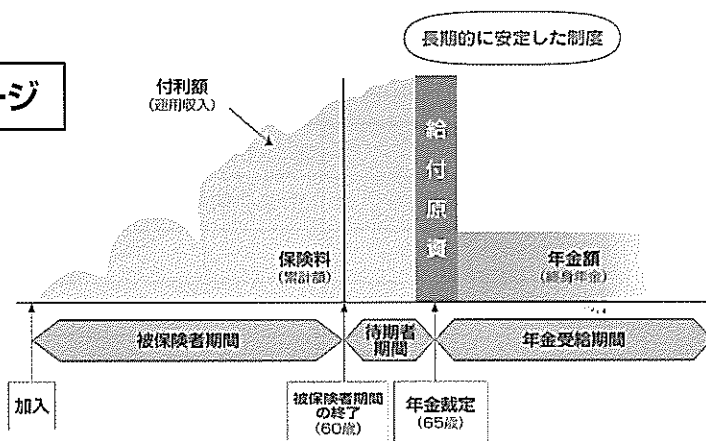 長期的に安定した制度
ージ
付利額
(運用収入)
給付原資
保険料
(累計額)
年金額
(終身年金)
被保険者期間
待期者
期間
年金受給期間
加入
被保険者期間
の終了
(60歳)
年金裁定
(65歳)